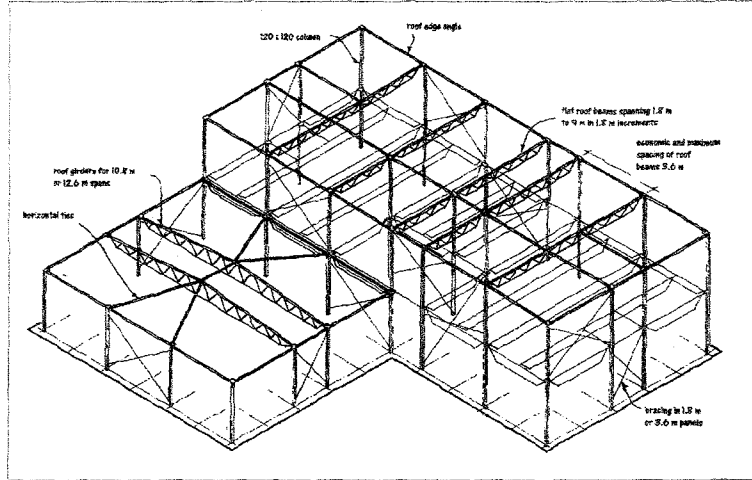 roof edge angle
120 x 120 column
flat roof beams spanning 1.8 m
to 9 m in 1.8 m increments
economic and maximum
spacing of roof
beams 3.6 m
roof girders for 10.8 m
or 12.6 m spans
horizontal ties
bracing in 1.8 m
or 3.6 m panels